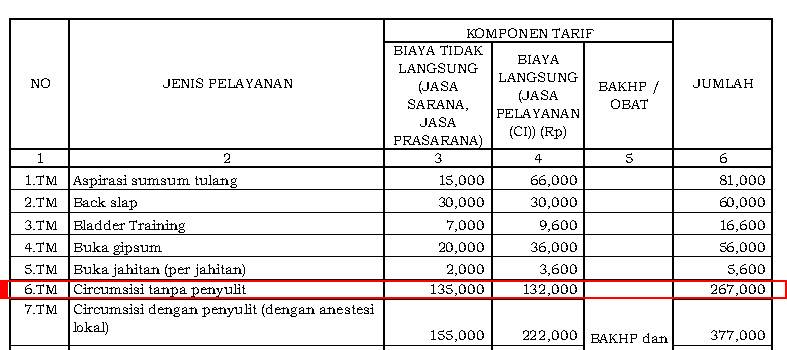 KOMPONEN TARIF
NO JENIS PELAYANAN BIAYA TIDAK LANGSUNG (JASA SARANA, JASA PRASARANA) BIAYA LANGSUNG (JASA PELAYANAN (CI)) (Rp) BAKHP / OBAT JUMLAH
1 2 3 4 5 6
1.TM Aspirasi sumsum tulang 15,000 66,000 81,000
2.TM Back slap 30,000 30,000 60,000
3.TM Bladder Training 7,000 9,600 16,600
4.TM Buka gipsum 20,000 36,000 56,000
5.TM Buka jahitan (per jahitan) 2,000 3,600 5,600
6.TM Circumsisi tanpa penyulit 135,000 132,000 267,000
7.TM Circumsisi dengan penyulit (dengan anestesi
lokal) 155,000 222,000 BAKHP dan 377,000